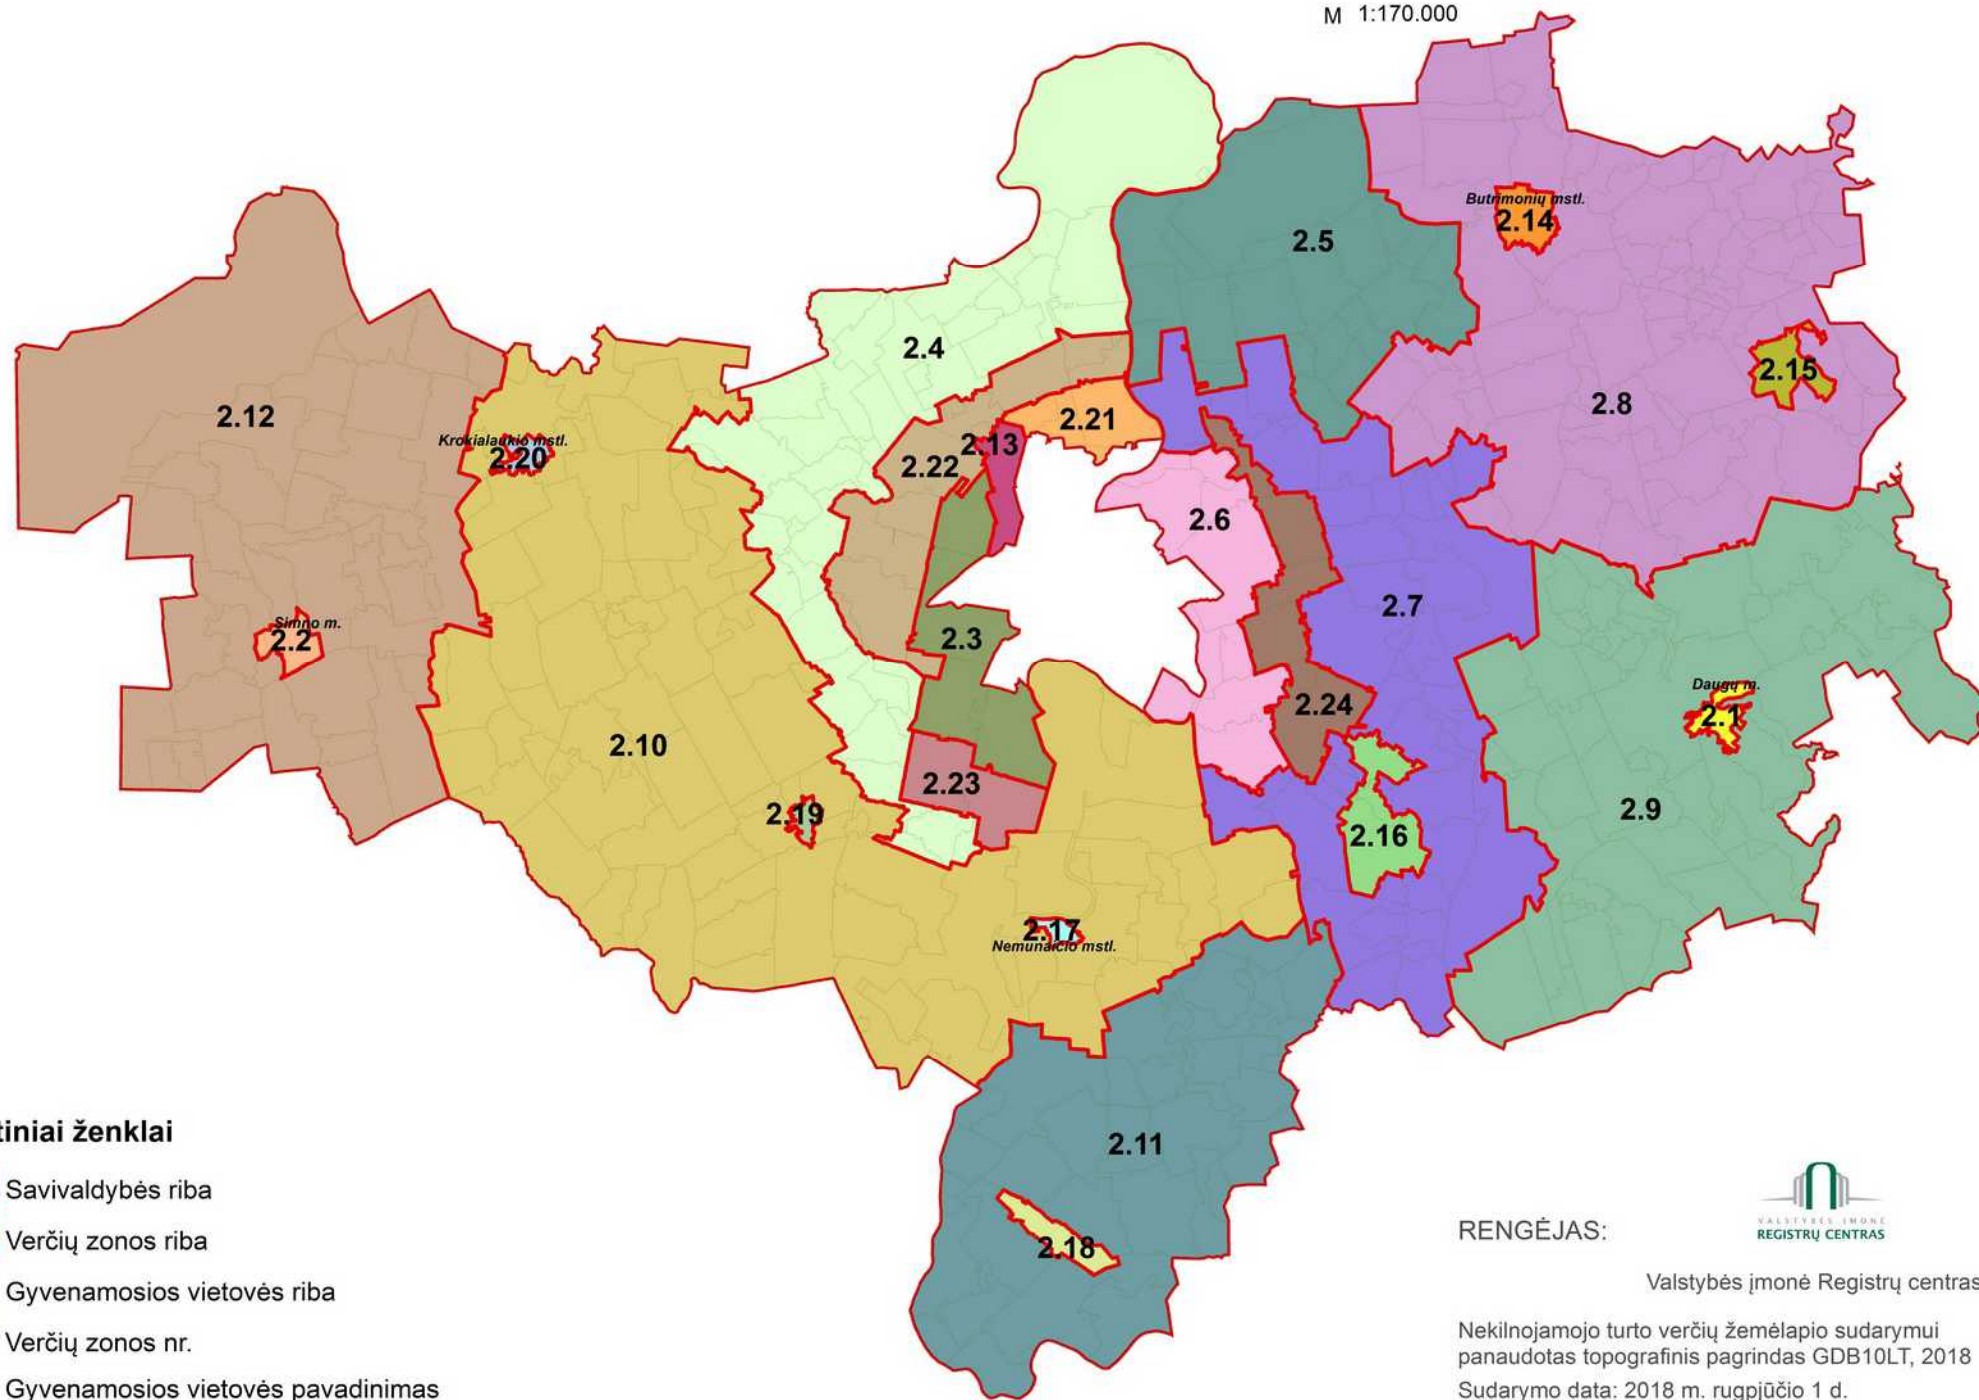 M 1:170.000
2.5
Butrimonių mstl.
2.14
2.4
2.15
2.8
2.12
2.21
Krokialaukio mstl.
2.20
2.13
2.22
2.6
2.7
Simno m.
2.2
2.3
Daugų m.
2.1
2.24
2.10
2.23
2.19
2.9
2.16
2.17
Nemunaičio mstl.
2.11
2.18
tiniai ženklai
Savivaldybės riba
Verčių zonos riba
Gyvenamosios vietovės riba
Verčių zonos nr.
Gyvenamosios vietovės pavadinimas
RENGĖJAS:
VALSTYBĖS ĮMONĖ
REGISTRŲ CENTRAS
Valstybės įmonė Registrų centras
Nekilnojamojo turto verčių žemėlapio sudarymui
panaudotas topografinis pagrindas GDB10LT, 2018
Sudarymo data: 2018 m. rugpjūčio 1 d.